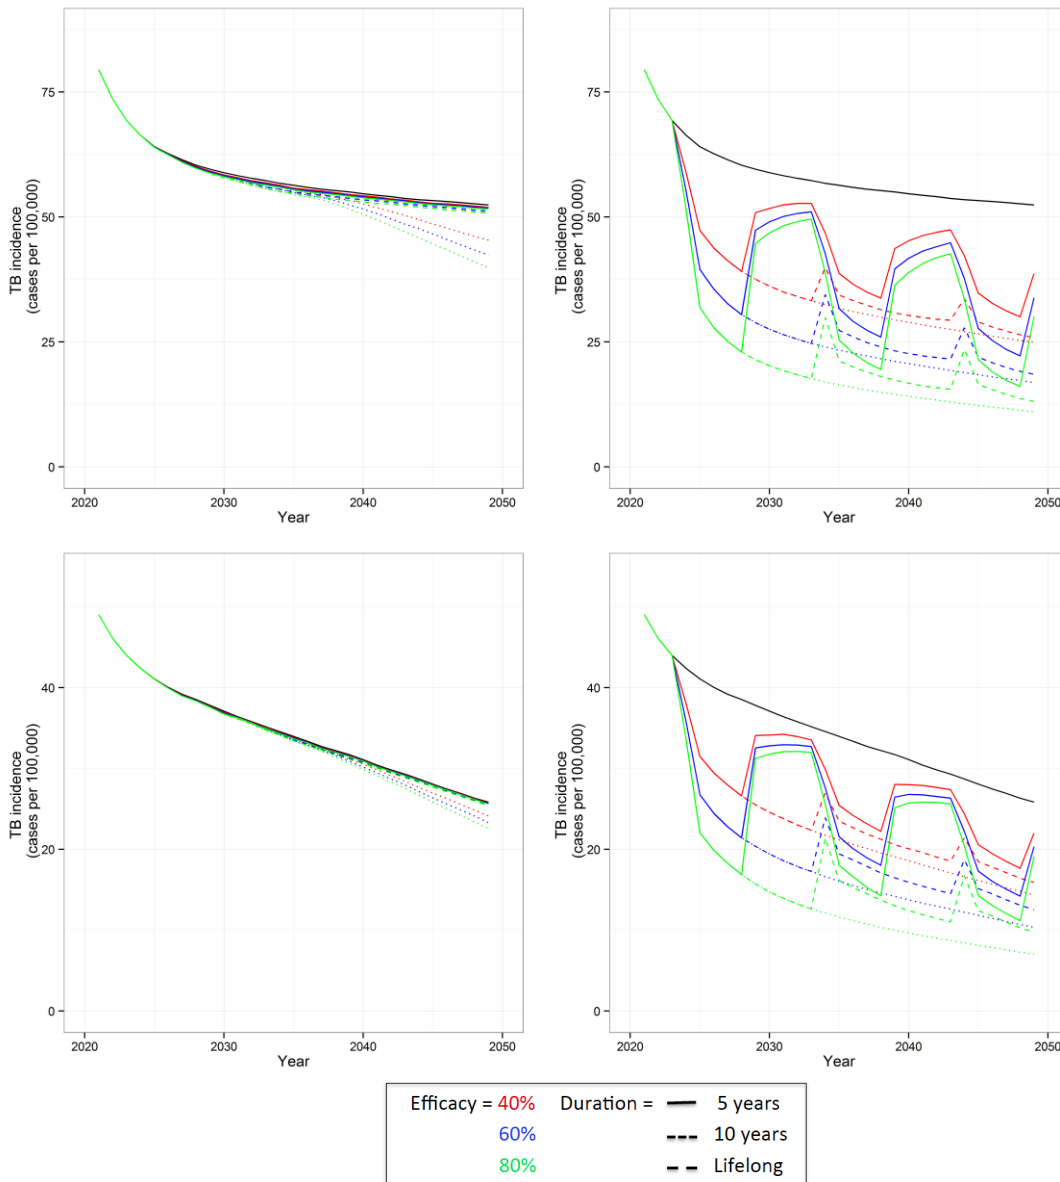 75
50
25
0
TB incidence
(cases per 100,000)
2020
2030
2040
2050
Year
75
50
25
0
TB incidence
(cases per 100,000)
2020
2030
2040
2050
Year
40
20
0
TB incidence
(cases per 100,000)
2020
2030
2040
2050
Year
40
20
0
TB incidence
(cases per 100,000)
2020
2030
2040
2050
Year
Efficacy = 40% Duration = 5 years
60% 10 years
80% Lifelong